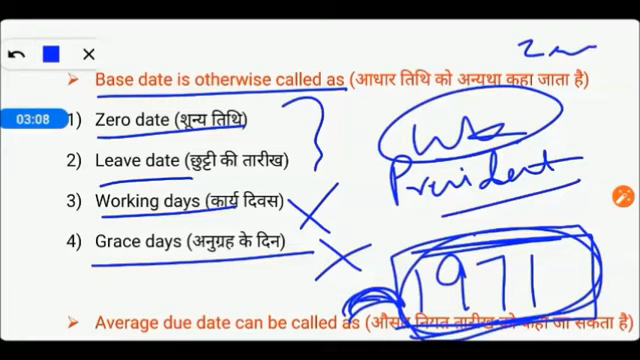 Base date is otherwise called as (आधार तिथि को अन्यथा कहा जाता है)
03:08
1) Zero date (शून्य तिथि)
2) Leave date (छुट्टी की तारीख)
3) Working days (कार्य दिवस)
4) Grace days (अनुग्रह के दिन)
President
1971
Average due date can be called as (औसत नियत तारीख को कहा जा सकता है)